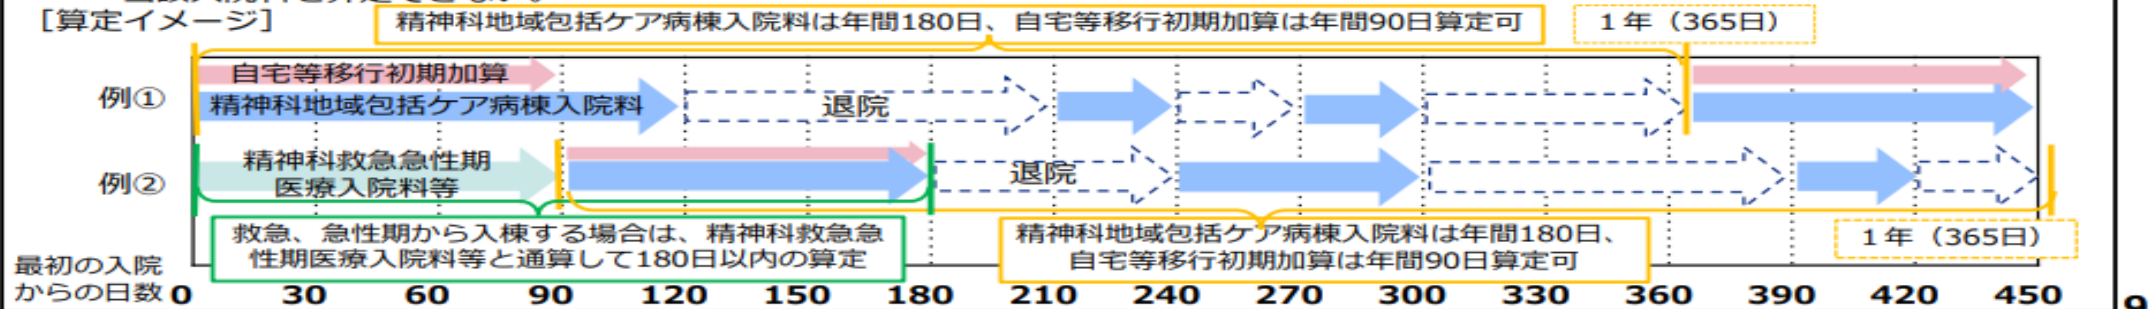 ［算定イメージ］
精神科地域包括ケア病棟入院料は年間180日、自宅等移行初期加算は年間90日算定可
１年（365日）
例①
自宅等移行初期加算
精神科地域包括ケア病棟入院料
退院
例②
精神科救急急性期
医療入院料等
退院
救急、急性期から入棟する場合は、精神科救急急
性期医療入院料等と通算して180日以内の算定
精神科地域包括ケア病棟入院料は年間180日、
自宅等移行初期加算は年間90日算定可
１年（365日）
最初の入院
からの日数
0 30 60 90 120 150 180 210 240 270 300 330 360 390 420 450